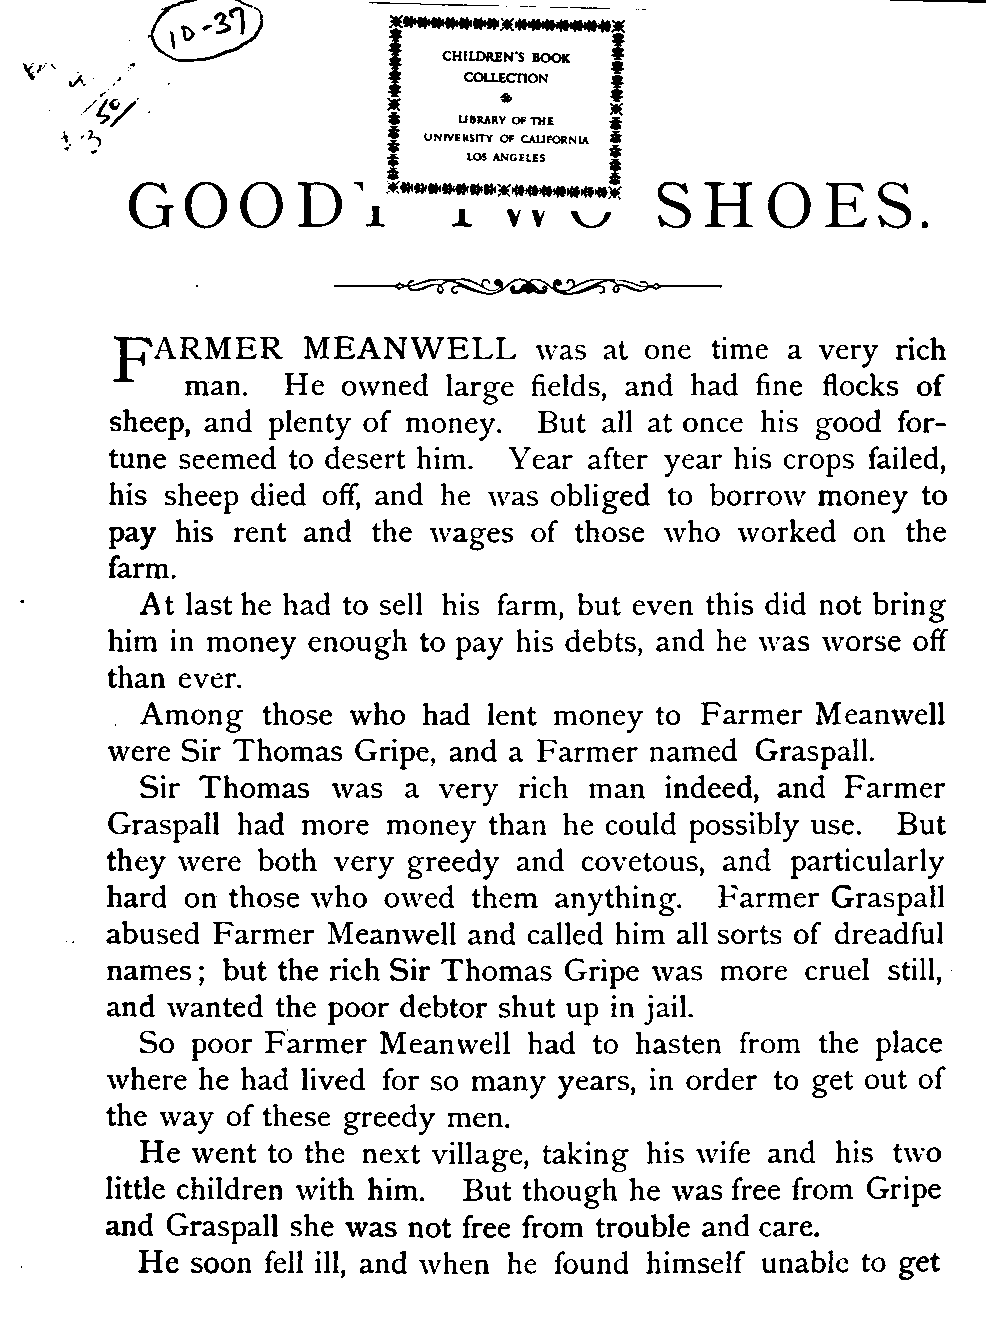 10-37
50/
CHILDREN'S BOOK
COLLECTION
LIBRARY OF THE
UNIVERSITY OF CALIFORNIA
LOS ANGELES
GOODY TWO SHOES.
FARMER MEANWELL was at one time a very rich
man. He owned large fields, and had fine flocks of
sheep, and plenty of money. But all at once his good for-
tune seemed to desert him. Year after year his crops failed,
his sheep died off, and he was obliged to borrow money to
pay his rent and the wages of those who worked on the
farm.
At last he had to sell his farm, but even this did not bring
him in money enough to pay his debts, and he was worse off
than ever.
Among those who had lent money to Farmer Meanwell
were Sir Thomas Gripe, and a Farmer named Graspall.
Sir Thomas was a very rich man indeed, and Farmer
Graspall had more money than he could possibly use. But
they were both very greedy and covetous, and particularly
hard on those who owed them anything. Farmer Graspall
abused Farmer Meanwell and called him all sorts of dreadful
names; but the rich Sir Thomas Gripe was more cruel still,
and wanted the poor debtor shut up in jail.
So poor Farmer Meanwell had to hasten from the place
where he had lived for so many years, in order to get out of
the way of these greedy men.
He went to the next village, taking his wife and his two
little children with him. But though he was free from Gripe
and Graspall she was not free from trouble and care.
He soon fell ill, and when he found himself unable to get